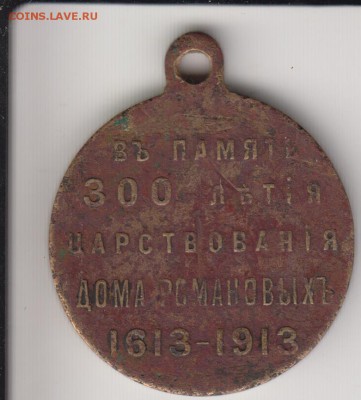 COINS.LAVE.RU
ВЪ ПАМЯТЬ
300 ЛѢТІЯ
ЦАРСТВОВАНІЯ
ДОМА РОМАНОВЫХЪ
1613-1913